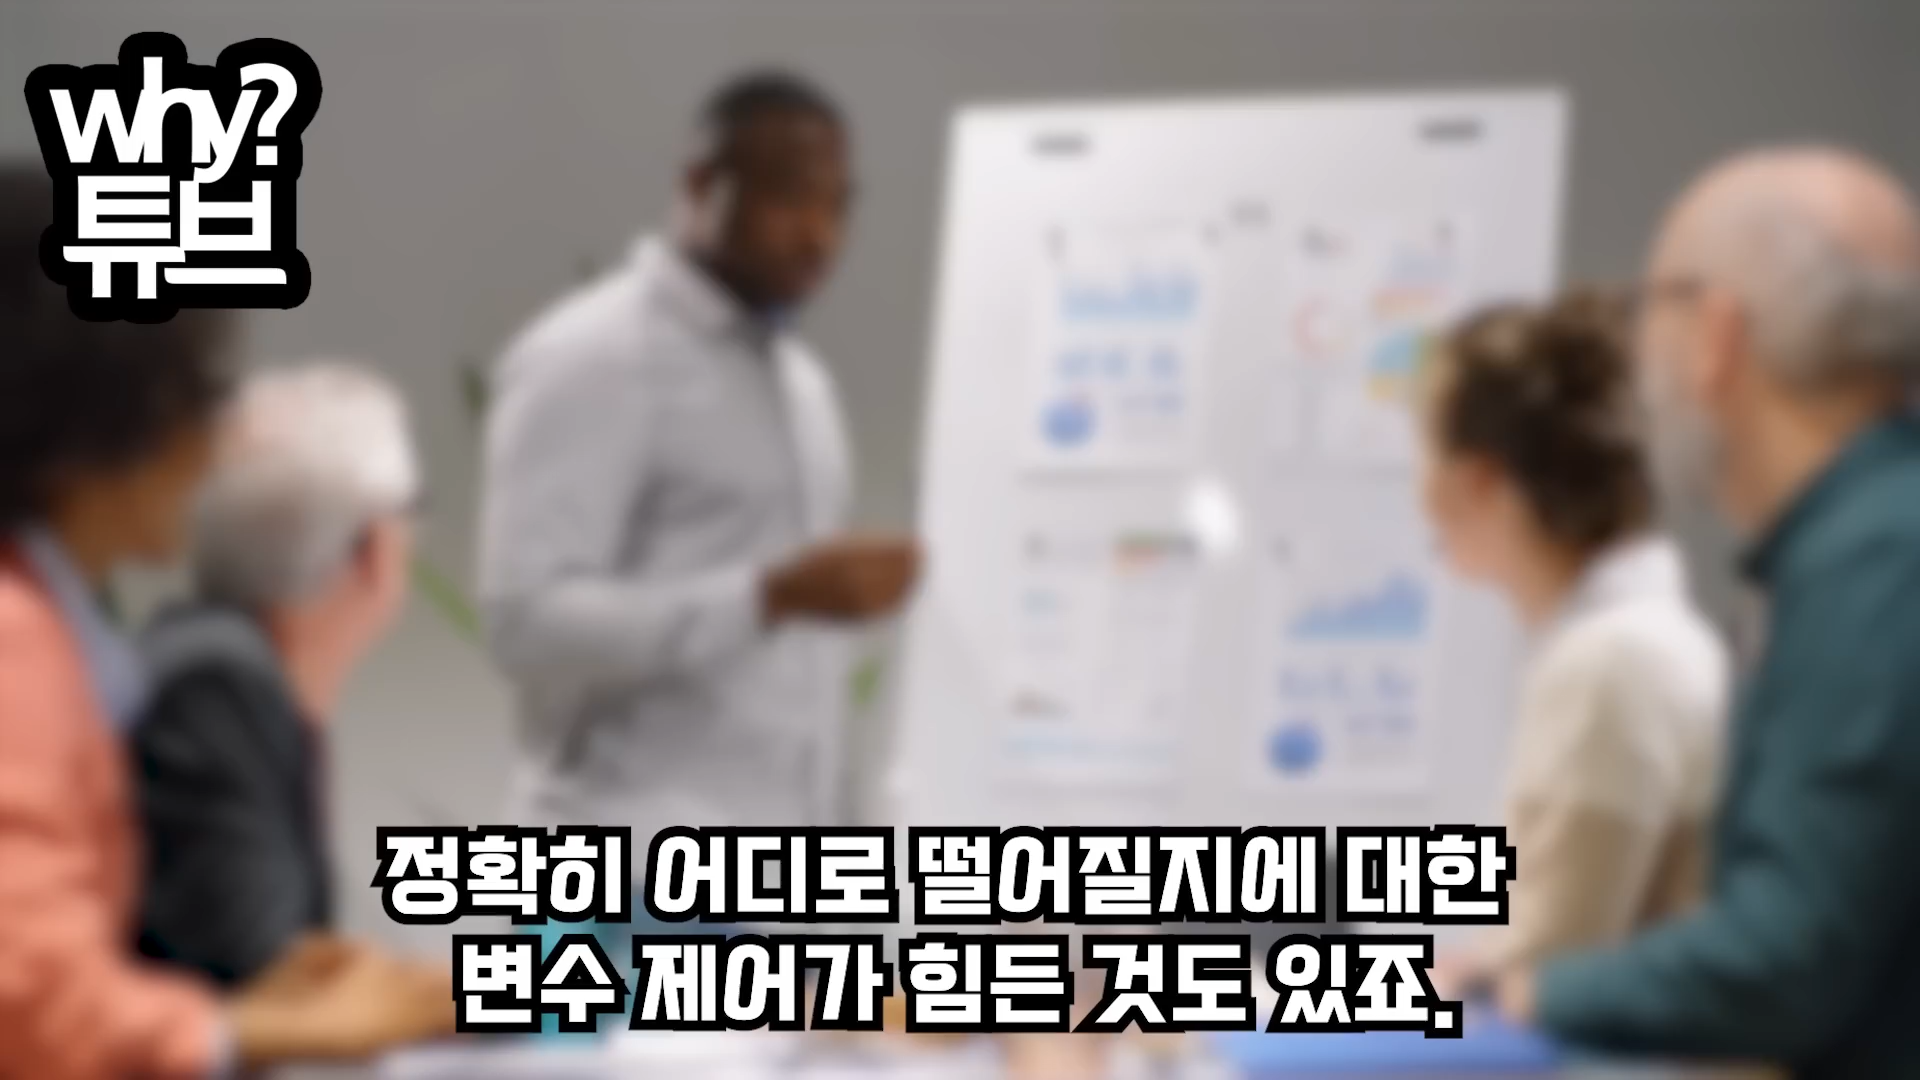 why?
튜브
정확히 어디로 떨어질지에 대한
변수 제어가 힘든 것도 있죠.